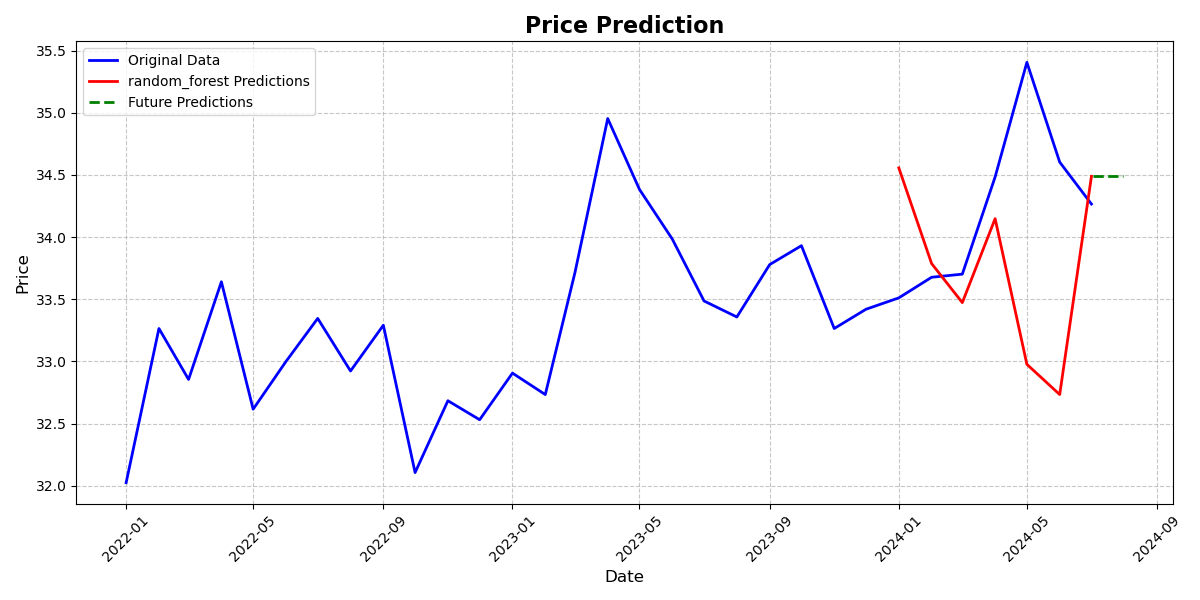 Price Prediction
Original Data
random_forest Predictions
Future Predictions
Price
35.5
35.0
34.5
34.0
33.5
33.0
32.5
32.0
2022-01
2022-05
2022-09
2023-01
2023-05
2023-09
2024-01
2024-05
2024-09
Date